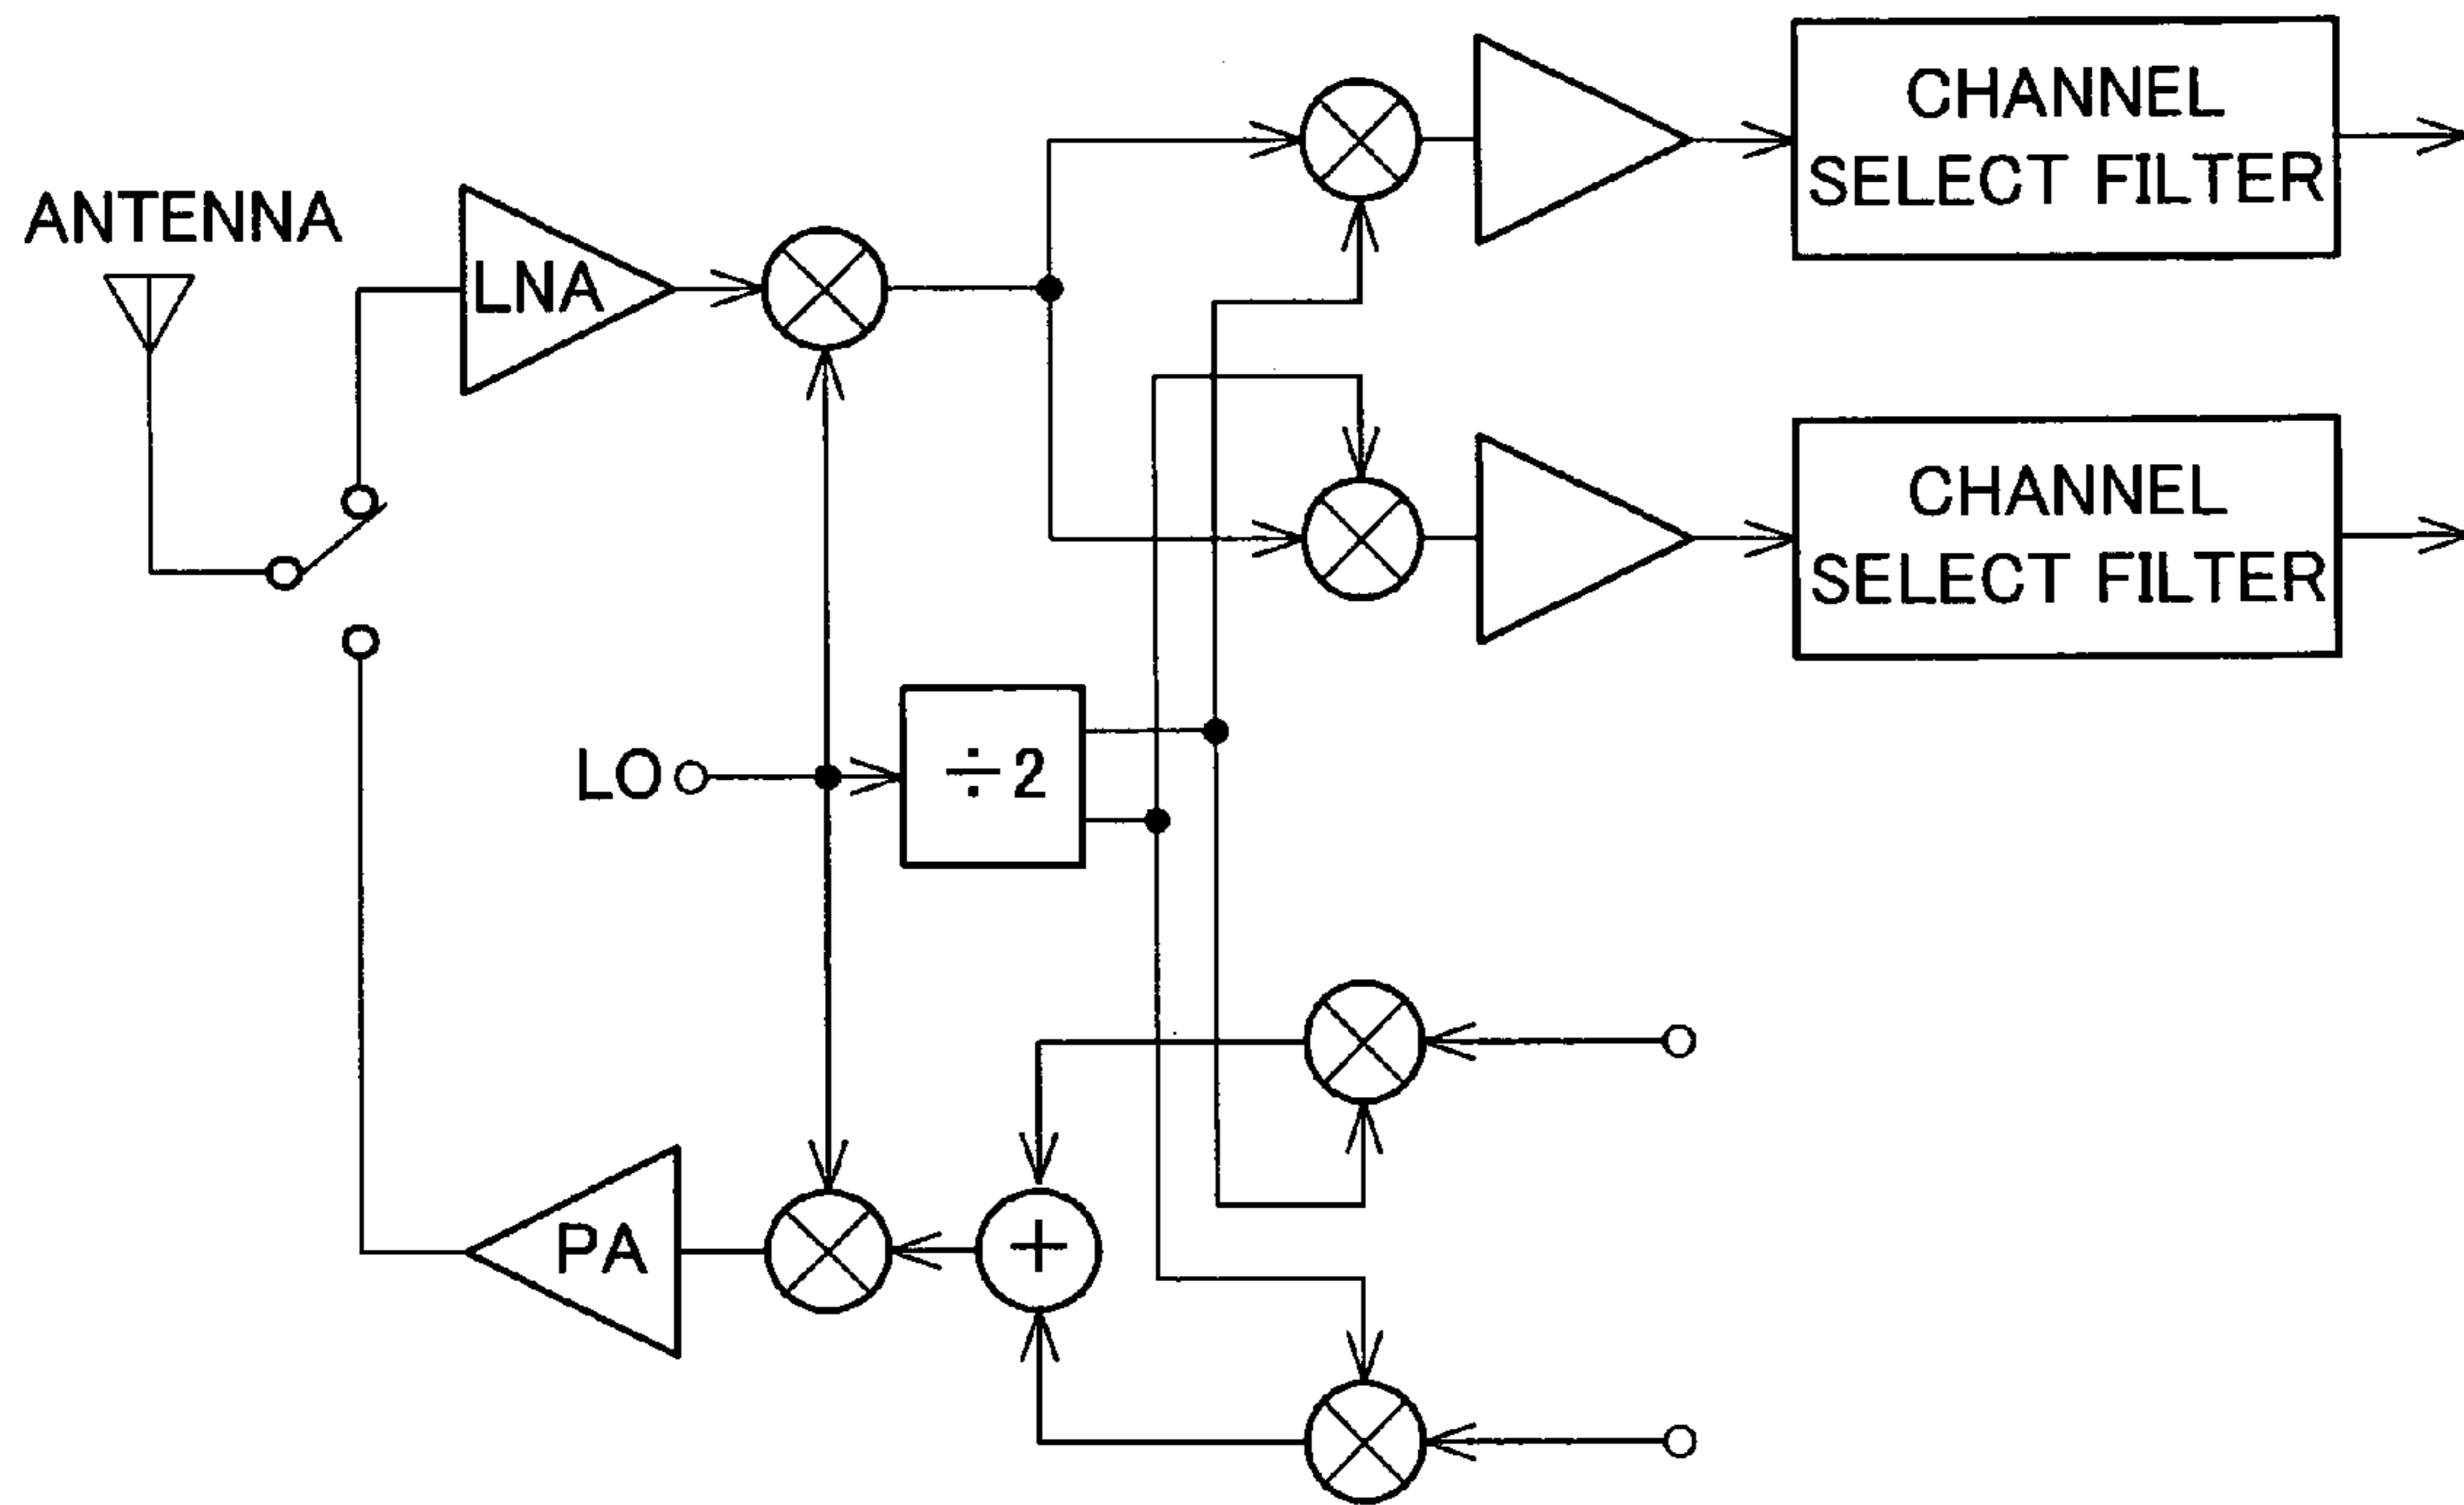 CHANNEL
SELECT FILTER
ANTENNA
LNA
CHANNEL
SELECT FILTER
LO
÷2
+
PA